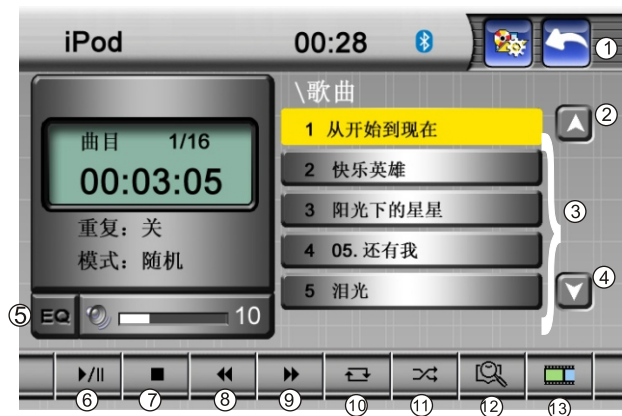 iPod 00:28
①
\歌曲
②
曲目 1/16
00:03:05
重复：关
模式：随机
1 从开始到现在
2 快乐英雄
3 阳光下的星星
4 05. 还有我
5 泪光
③
④
⑤ EQ 10
⑥ ⑦ ⑧ ⑨ ⑩ ⑪ ⑫ ⑬